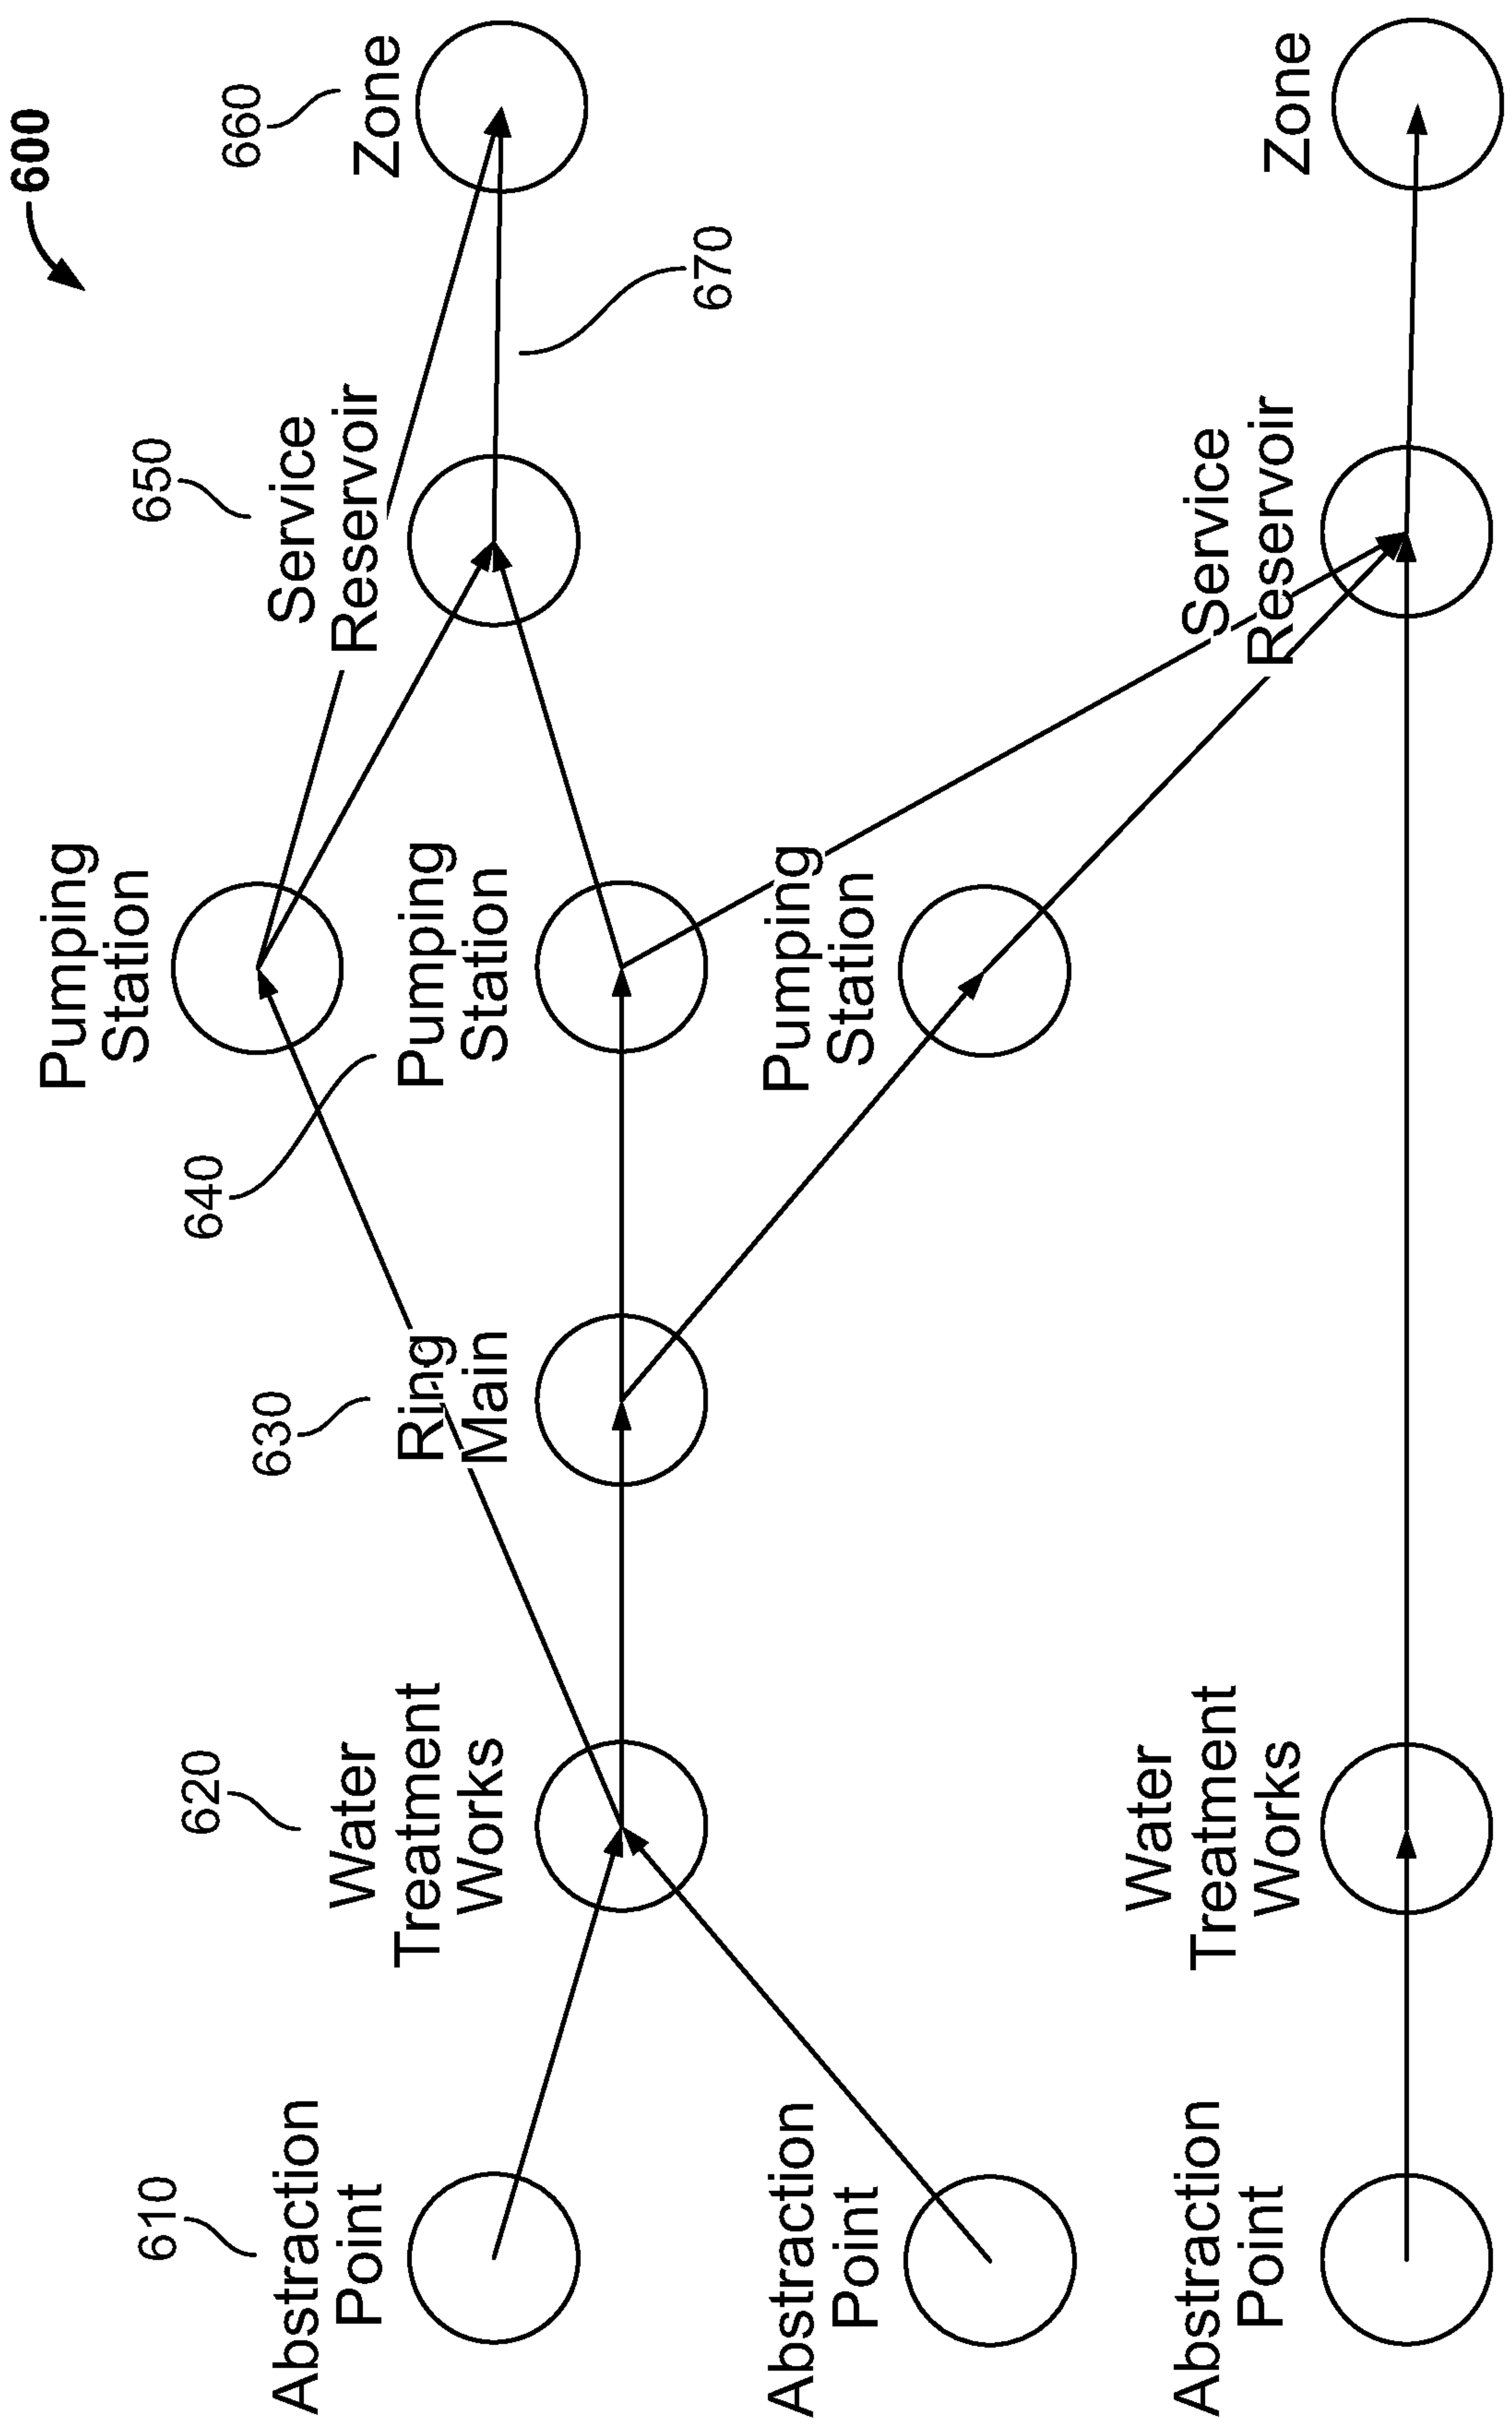 600
610
Abstraction
Point
620
Water
Treatment
Works
630
Ring
Main
640
Pumping
Station
Pumping
Station
650
Service
Reservoir
660
Zone
670
Abstraction
Point
Pumping
Station
Abstraction
Point
Water
Treatment
Works
Service
Reservoir
Zone